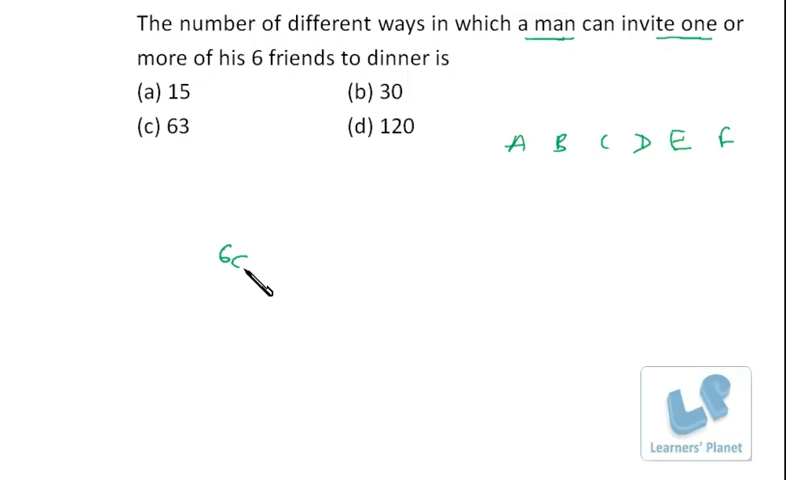 The number of different ways in which a man can invite one or
more of his 6 friends to dinner is
(a) 15 (b) 30
(c) 63 (d) 120
A B C D E F
6C
Learners' Planet